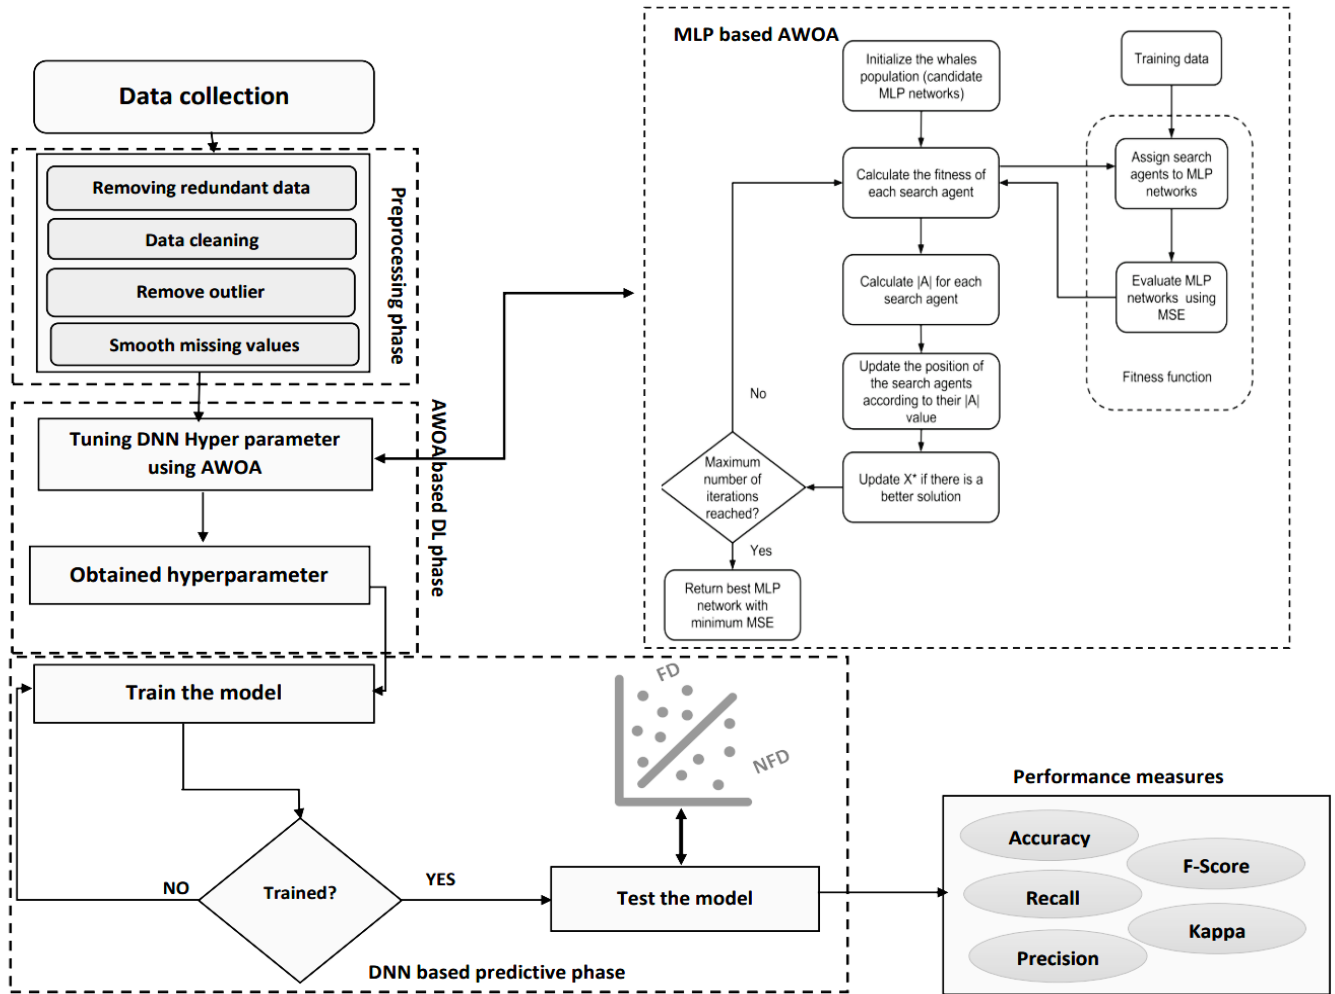 MLP based AWOA
Initialize the whales
population (candidate
MLP networks)
Training data
Calculate the fitness of
each search agent
Assign search
agents to MLP
networks
Calculate |A| for each
search agent
Evaluate MLP
networks using
MSE
Fitness function
Update the position of
the search agents
according to their |A|
value
No
Maximum
number of
iterations
reached?
Update X* if there is a
better solution
Yes
Return best MLP
network with
minimum MSE
Data collection
Removing redundant data
Data cleaning
Remove outlier
Smooth missing values
Preprocessing phase
Tuning DNN Hyper parameter
using AWOA
Obtained hyperparameter
AWOA based DL phase
Train the model
Trained?
NO
YES
FD
NFD
Test the model
DNN based predictive phase
Performance measures
Accuracy
F-Score
Recall
Kappa
Precision